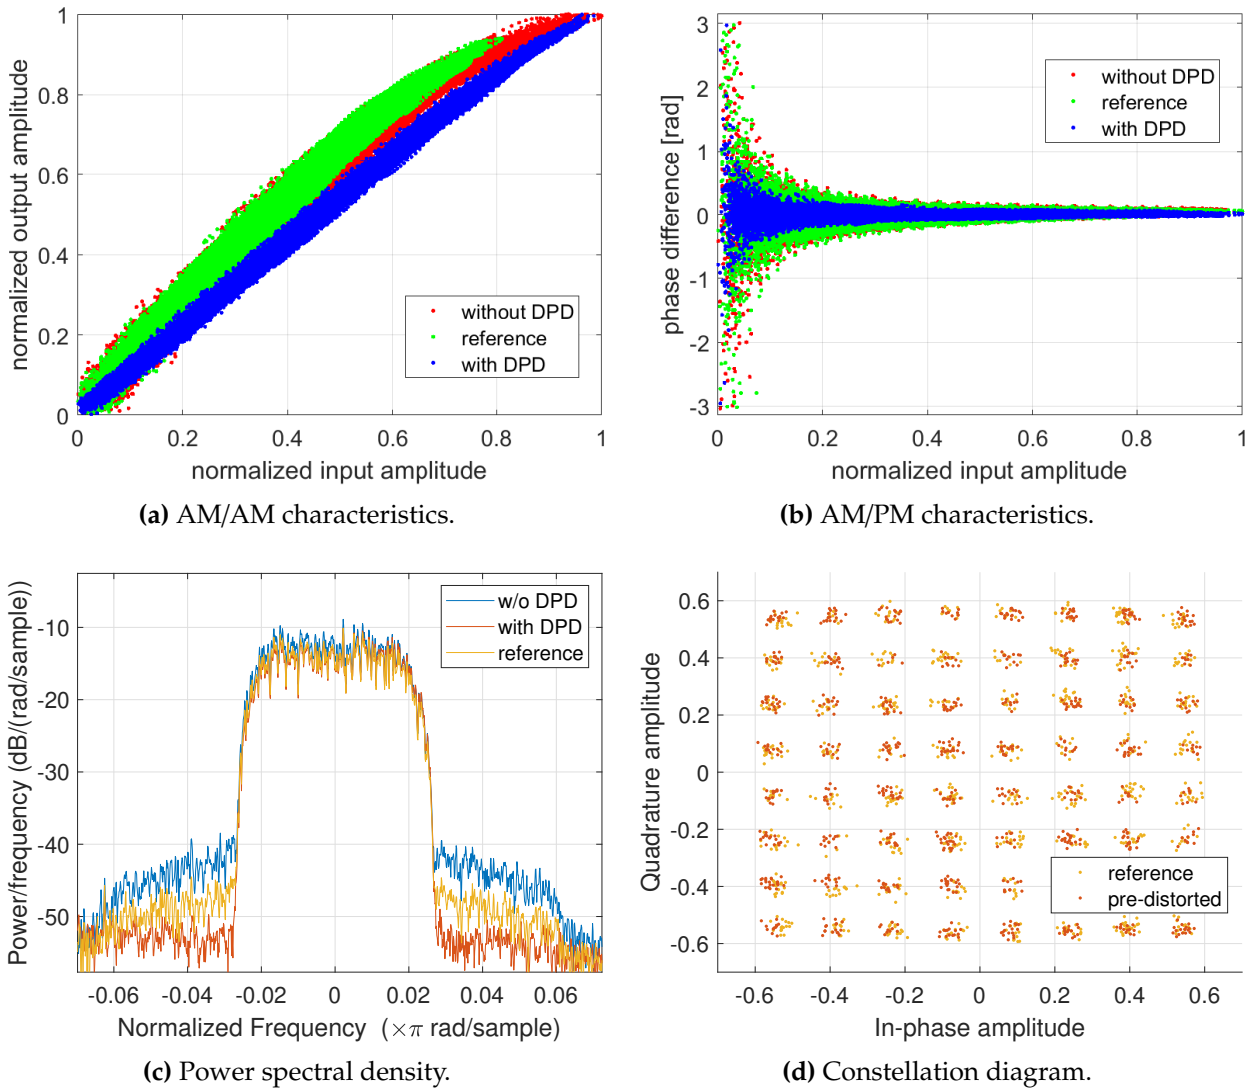 1
0.8
0.6
0.4
0.2
0
0 0.2 0.4 0.6 0.8 1
normalized output amplitude
normalized input amplitude
without DPD
reference
with DPD
(a) AM/AM characteristics.
3
2
1
0
-1
-2
-3
0 0.2 0.4 0.6 0.8 1
phase difference [rad]
normalized input amplitude
without DPD
reference
with DPD
(b) AM/PM characteristics.
-10
-20
-30
-40
-50
-0.06 -0.04 -0.02 0 0.02 0.04 0.06
Power/frequency (dB/(rad/sample))
Normalized Frequency (×π rad/sample)
w/o DPD
with DPD
reference
(c) Power spectral density.
0.6
0.4
0.2
0
-0.2
-0.4
-0.6
-0.6 -0.4 -0.2 0 0.2 0.4 0.6
Quadrature amplitude
In-phase amplitude
reference
pre-distorted
(d) Constellation diagram.